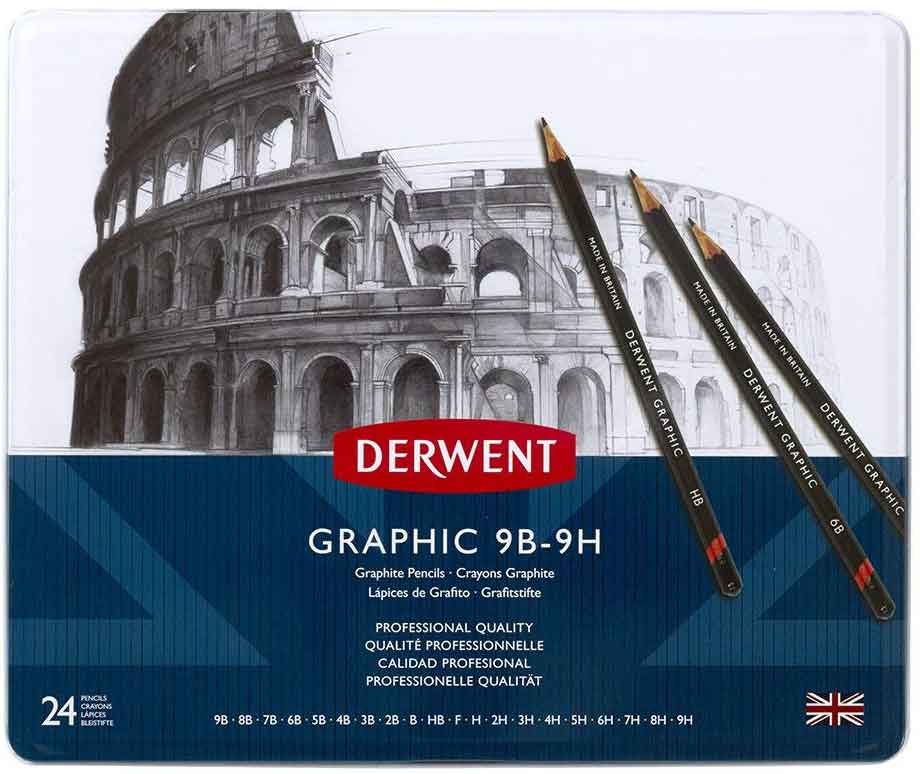 MADE IN BRITAIN DERWENT GRAPHIC HB
MADE IN BRITAIN DERWENT GRAPHIC 6B
MADE IN BRITAIN DERWENT GRAPHIC
DERWENT
GRAPHIC 9B-9H
Graphite Pencils · Crayons Graphite
Lápices de Grafito · Grafitstifte
PROFESSIONAL QUALITY
QUALITÉ PROFESSIONNELLE
CALIDAD PROFESIONAL
PROFESSIONELLE QUALITÄT
24
PENCILS
CRAYONS
LÁPICES
BLEISTIFTE
9B · 8B · 7B · 6B · 5B · 4B · 3B · 2B · B · HB · F · H · 2H · 3H · 4H · 5H · 6H · 7H · 8H · 9H